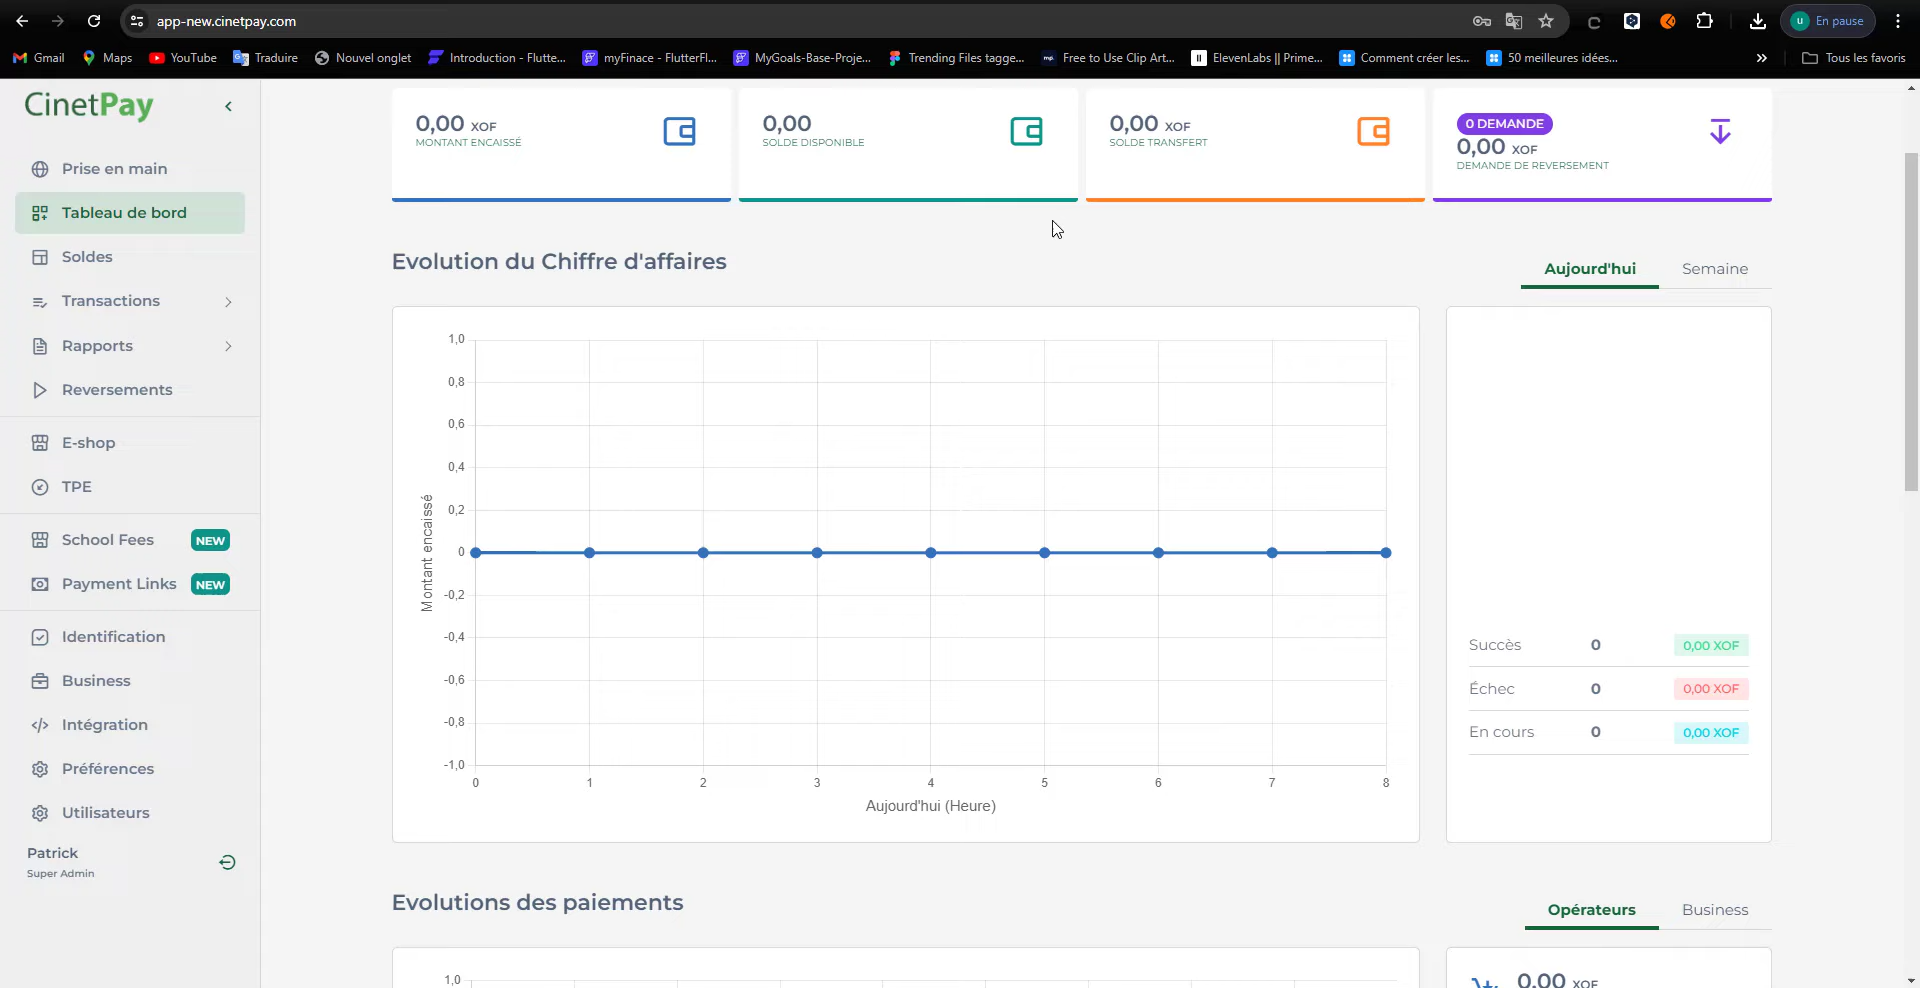 app-new.cinetpay.com
En pause
Gmail
Maps
YouTube
Traduire
Nouvel onglet
Introduction - Flutte...
myFinace - FlutterFl...
MyGoals-Base-Proje...
Trending Files tagge...
Free to Use Clip Art...
ElevenLabs || Prime...
Comment créer les...
50 meilleures idées...
Tous les favoris
CinetPay
Prise en main
Tableau de bord
Soldes
Transactions
Rapports
Reversements
E-shop
TPE
School Fees NEW
Payment Links NEW
Identification
Business
Intégration
Préférences
Utilisateurs
Patrick
Super Admin
0,00 XOF
MONTANT ENCAISSÉ
0,00
SOLDE DISPONIBLE
0,00 XOF
SOLDE TRANSFERT
0 DEMANDE
0,00 XOF
DEMANDE DE REVERSEMENT
Evolution du Chiffre d'affaires
Aujourd'hui
Semaine
Montant encaissé
1,0
0,8
0,6
0,4
0,2
0
-0,2
-0,4
-0,6
-0,8
-1,0
0 1 2 3 4 5 6 7 8
Aujourd'hui (Heure)
Succès 0 0,00 XOF
Échec 0 0,00 XOF
En cours 0 0,00 XOF
Evolutions des paiements
Opérateurs
Business
1,0
0,00 XOF